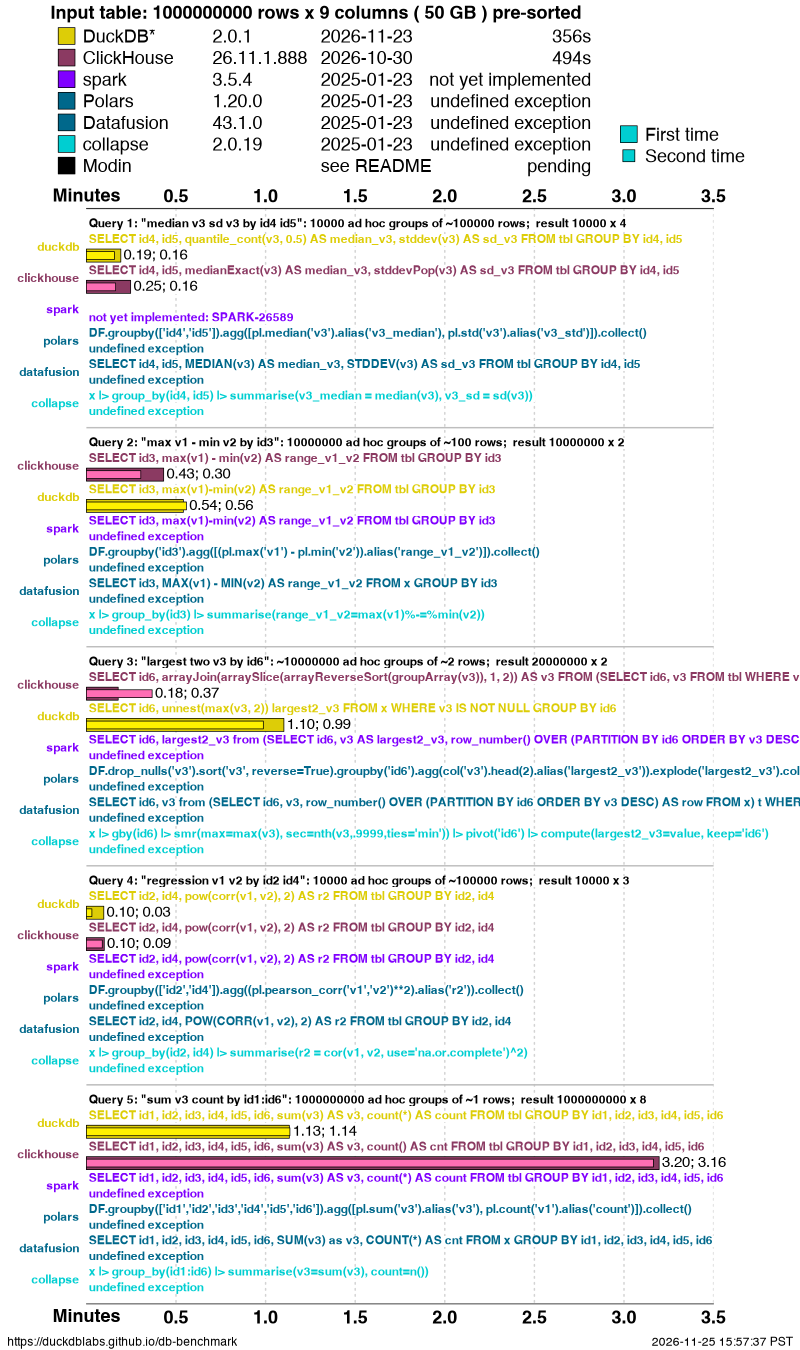 Input table: 1000000000 rows x 9 columns ( 50 GB ) pre-sorted
DuckDB* 2.0.1 2026-11-23 356s
ClickHouse 26.11.1.888 2026-10-30 494s
spark 3.5.4 2025-01-23 not yet implemented
Polars 1.20.0 2025-01-23 undefined exception
Datafusion 43.1.0 2025-01-23 undefined exception
collapse 2.0.19 2025-01-23 undefined exception
Modin see README pending
First time
Second time
Minutes 0.5 1.0 1.5 2.0 2.5 3.0 3.5
Query 1: "median v3 sd v3 by id4 id5": 10000 ad hoc groups of ~100000 rows; result 10000 x 4
duckdb SELECT id4, id5, quantile_cont(v3, 0.5) AS median_v3, stddev(v3) AS sd_v3 FROM tbl GROUP BY id4, id5
0.19; 0.16
clickhouse SELECT id4, id5, medianExact(v3) AS median_v3, stddevPop(v3) AS sd_v3 FROM tbl GROUP BY id4, id5
0.25; 0.16
spark
not yet implemented: SPARK-26589
polars DF.groupby(['id4','id5']).agg([pl.median('v3').alias('v3_median'), pl.std('v3').alias('v3_std')]).collect()
undefined exception
datafusion SELECT id4, id5, MEDIAN(v3) AS median_v3, STDDEV(v3) AS sd_v3 FROM tbl GROUP BY id4, id5
undefined exception
collapse x |> group_by(id4, id5) |> summarise(v3_median = median(v3), v3_sd = sd(v3))
undefined exception
Query 2: "max v1 - min v2 by id3": 10000000 ad hoc groups of ~100 rows; result 10000000 x 2
clickhouse SELECT id3, max(v1) - min(v2) AS range_v1_v2 FROM tbl GROUP BY id3
0.43; 0.30
duckdb SELECT id3, max(v1)-min(v2) AS range_v1_v2 FROM tbl GROUP BY id3
0.54; 0.56
spark SELECT id3, max(v1)-min(v2) AS range_v1_v2 FROM tbl GROUP BY id3
undefined exception
polars DF.groupby('id3').agg([(pl.max('v1') - pl.min('v2')).alias('range_v1_v2')]).collect()
undefined exception
datafusion SELECT id3, MAX(v1) - MIN(v2) AS range_v1_v2 FROM x GROUP BY id3
undefined exception
collapse x |> group_by(id3) |> summarise(range_v1_v2=max(v1)%-=%min(v2))
undefined exception
Query 3: "largest two v3 by id6": ~10000000 ad hoc groups of ~2 rows; result 20000000 x 2
clickhouse SELECT id6, arrayJoin(arraySlice(arrayReverseSort(groupArray(v3)), 1, 2)) AS v3 FROM (SELECT id6, v3 FROM tbl WHERE v
0.18; 0.37
duckdb SELECT id6, unnest(max(v3, 2)) largest2_v3 FROM x WHERE v3 IS NOT NULL GROUP BY id6
1.10; 0.99
spark SELECT id6, largest2_v3 from (SELECT id6, v3 AS largest2_v3, row_number() OVER (PARTITION BY id6 ORDER BY v3 DESC
undefined exception
polars DF.drop_nulls('v3').sort('v3', reverse=True).groupby('id6').agg(col('v3').head(2).alias('largest2_v3')).explode('largest2_v3').col
undefined exception
datafusion SELECT id6, v3 from (SELECT id6, v3, row_number() OVER (PARTITION BY id6 ORDER BY v3 DESC) AS row FROM x) t WHER
undefined exception
collapse x |> gby(id6) |> smr(max=max(v3), sec=nth(v3,.9999,ties='min')) |> pivot('id6') |> compute(largest2_v3=value, keep='id6')
undefined exception
Query 4: "regression v1 v2 by id2 id4": 10000 ad hoc groups of ~100000 rows; result 10000 x 3
duckdb SELECT id2, id4, pow(corr(v1, v2), 2) AS r2 FROM tbl GROUP BY id2, id4
0.10; 0.03
clickhouse SELECT id2, id4, pow(corr(v1, v2), 2) AS r2 FROM tbl GROUP BY id2, id4
0.10; 0.09
spark SELECT id2, id4, pow(corr(v1, v2), 2) AS r2 FROM tbl GROUP BY id2, id4
undefined exception
polars DF.groupby(['id2','id4']).agg((pl.pearson_corr('v1','v2')**2).alias('r2')).collect()
undefined exception
datafusion SELECT id2, id4, POW(CORR(v1, v2), 2) AS r2 FROM tbl GROUP BY id2, id4
undefined exception
collapse x |> group_by(id2, id4) |> summarise(r2 = cor(v1, v2, use='na.or.complete')^2)
undefined exception
Query 5: "sum v3 count by id1:id6": 1000000000 ad hoc groups of ~1 rows; result 1000000000 x 8
duckdb SELECT id1, id2, id3, id4, id5, id6, sum(v3) AS v3, count(*) AS count FROM tbl GROUP BY id1, id2, id3, id4, id5, id6
1.13; 1.14
clickhouse SELECT id1, id2, id3, id4, id5, id6, sum(v3) AS v3, count() AS cnt FROM tbl GROUP BY id1, id2, id3, id4, id5, id6
3.20; 3.16
spark SELECT id1, id2, id3, id4, id5, id6, sum(v3) AS v3, count(*) AS count FROM tbl GROUP BY id1, id2, id3, id4, id5, id6
undefined exception
polars DF.groupby(['id1','id2','id3','id4','id5','id6']).agg([pl.sum('v3').alias('v3'), pl.count('v1').alias('count')]).collect()
undefined exception
datafusion SELECT id1, id2, id3, id4, id5, id6, SUM(v3) as v3, COUNT(*) AS cnt FROM x GROUP BY id1, id2, id3, id4, id5, id6
undefined exception
collapse x |> group_by(id1:id6) |> summarise(v3=sum(v3), count=n())
undefined exception
Minutes 0.5 1.0 1.5 2.0 2.5 3.0 3.5
https://duckdblabs.github.io/db-benchmark 2026-11-25 15:57:37 PST